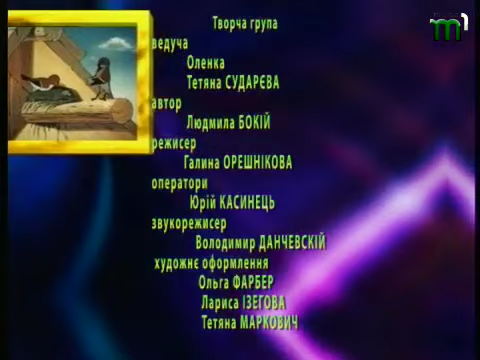 Творча група
ведуча
Оленка
Тетяна СУДАРЄВА
автор
Людмила БОКІЙ
режисер
Галина ОРЕШНІКОВА
оператори
Юрій КАСИНЕЦЬ
звукорежисер
Володимир ДАНЧЕВСКІЙ
художнє оформлення
Ольга ФАРБЕР
Лариса ІЗЕГОВА
Тетяна МАРКОВИЧ